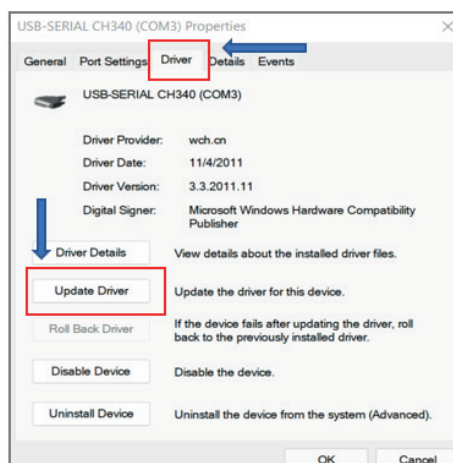 USB-SERIAL CH340 (COM3) Properties
General Port Settings Driver Details Events
USB-SERIAL CH340 (COM3)
Driver Provider: wch.cn
Driver Date: 11/4/2011
Driver Version: 3.3.2011.11
Digital Signer: Microsoft Windows Hardware Compatibility
Publisher
Driver Details View details about the installed driver files.
Update Driver Update the driver for this device.
Roll Back Driver If the device fails after updating the driver, roll
back to the previously installed driver.
Disable Device Disable the device.
Uninstall Device Uninstall the device from the system (Advanced).
OK Cancel